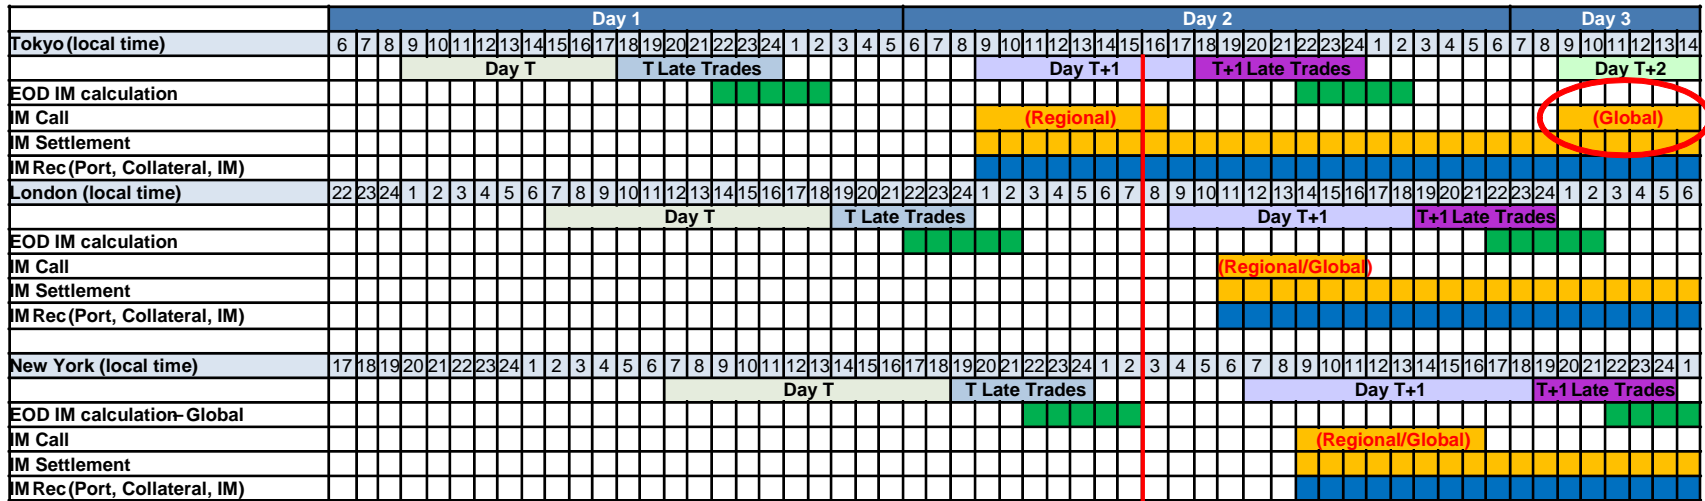 Day 1 Day 2 Day 3
Tokyo (local time) 6 7 8 9 10 11 12 13 14 15 16 17 18 19 20 21 22 23 24 1 2 3 4 5 6 7 8 9 10 11 12 13 14 15 16 17 18 19 20 21 22 23 24 1 2 3 4 5 6 7 8 9 10 11 12 13 14
Day T T Late Trades Day T+1 T+1 Late Trades Day T+2
EOD IM calculation
IM Call (Regional) (Global)
IM Settlement
IM Rec (Port, Collateral, IM)
London (local time) 22 23 24 1 2 3 4 5 6 7 8 9 10 11 12 13 14 15 16 17 18 19 20 21 22 23 24 1 2 3 4 5 6 7 8 9 10 11 12 13 14 15 16 17 18 19 20 21 22 23 24 1 2 3 4 5 6
Day T T Late Trades Day T+1 T+1 Late Trades
EOD IM calculation
IM Call (Regional/Global)
IM Settlement
IM Rec (Port, Collateral, IM)
New York (local time) 17 18 19 20 21 22 23 24 1 2 3 4 5 6 7 8 9 10 11 12 13 14 15 16 17 18 19 20 21 22 23 24 1 2 3 4 5 6 7 8 9 10 11 12 13 14 15 16 17 18 19 20 21 22 23 24 1
Day T T Late Trades Day T+1 T+1 Late Trades
EOD IM calculation– Global
IM Call (Regional/Global)
IM Settlement
IM Rec (Port, Collateral, IM)